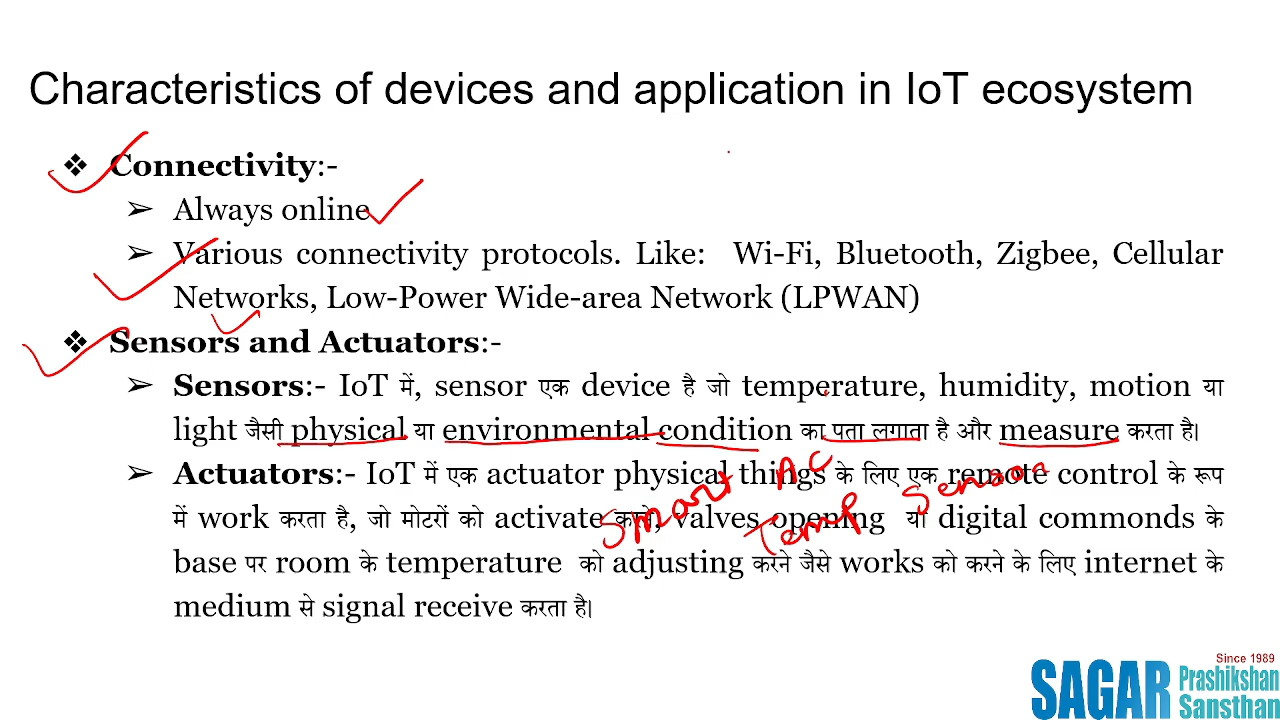 Characteristics of devices and application in IoT ecosystem
❖ Connectivity:-
➢ Always online
➢ Various connectivity protocols. Like: Wi-Fi, Bluetooth, Zigbee, Cellular
Networks, Low-Power Wide-area Network (LPWAN)
❖ Sensors and Actuators:-
➢ Sensors:- IoT में, sensor एक device है जो temperature, humidity, motion या
light जैसी physical या environmental condition का पता लगाता है और measure करता है।
➢ Actuators:- IoT में एक actuator physical things के लिए एक remote control के रूप
में work करता है, जो मोटरों को activate करने, valves opening या digital commonds के
base पर room के temperature को adjusting करने जैसे works को करने के लिए internet के
medium से signal receive करता है।
Smart AC
Temp Sensor
Since 1989
SAGAR Prashikshan
Sansthan